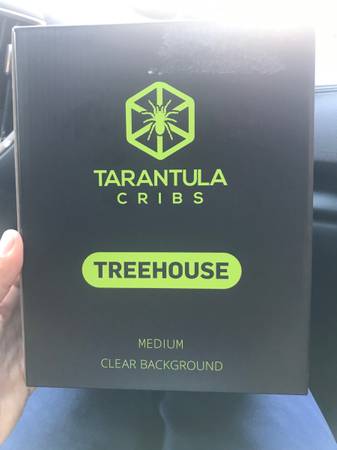 TARANTULA
CRIBS
TREEHOUSE
MEDIUM
CLEAR BACKGROUND